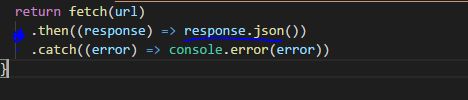 return fetch(url)
.then((response) => response.json())
.catch((error) => console.error(error))
}